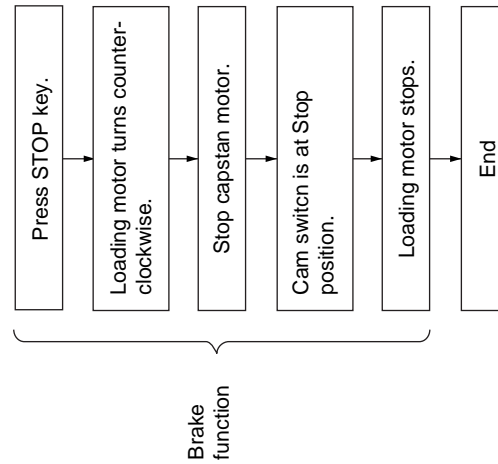 Press STOP key.
Loading motor turns counter-
clockwise.
Stop capstan motor.
Cam switcn is at Stop
position.
Loading motor stops.
End
Brake
function